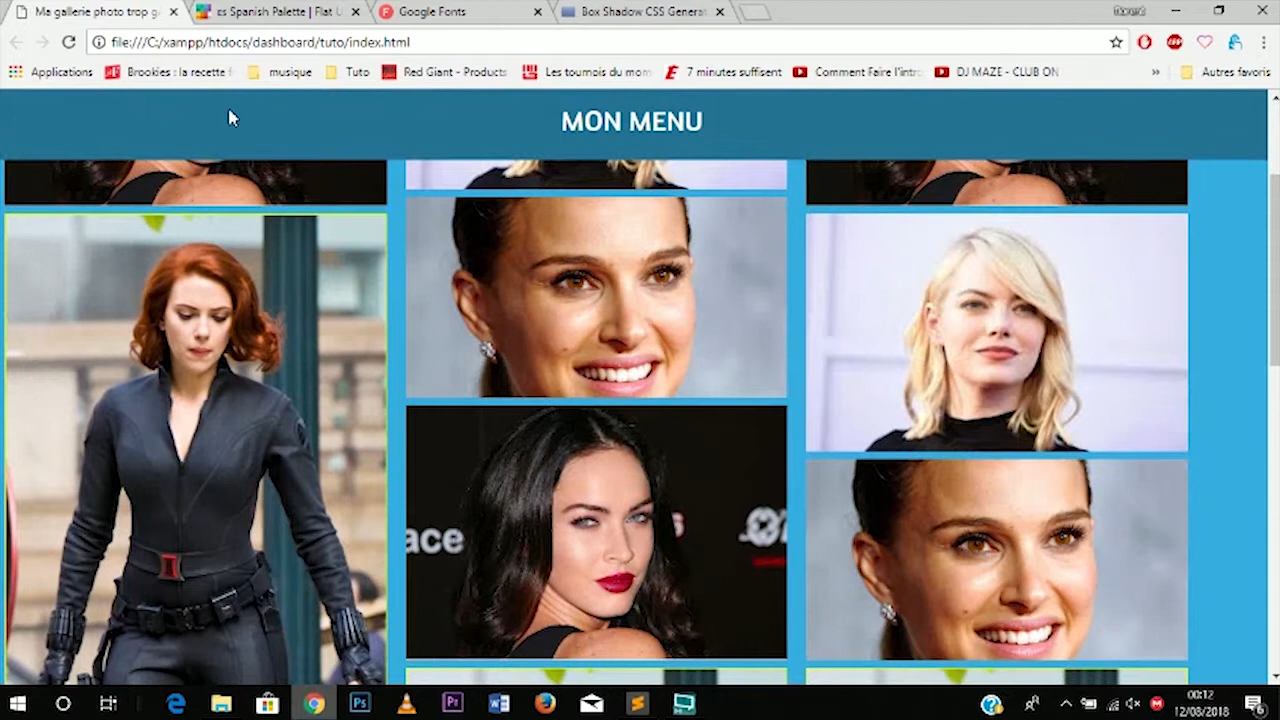 Ma gallerie photo trop g
cs Spanish Palette | Flat U
Google Fonts
Box Shadow CSS Generat
file:///C:/xampp/htdocs/dashboard/tuto/index.html
Applications
Brookies : la recette f
musique
Tuto
Red Giant - Products
Les tournois du mom
7 minutes suffisent
Comment Faire l'intro
DJ MAZE - CLUB ON
»
Autres favoris
MON MENU
ace
00:12
12/08/2018